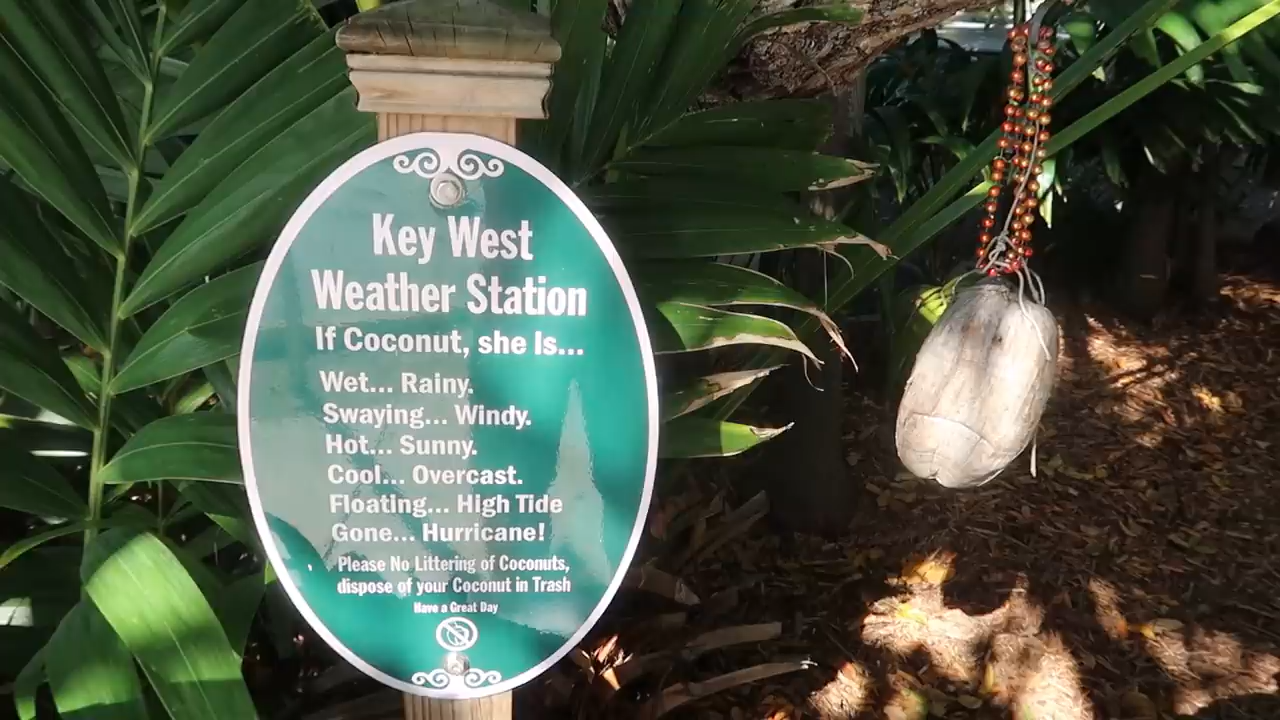 Key West
Weather Station
If Coconut, she Is...
Wet... Rainy.
Swaying... Windy.
Hot... Sunny.
Cool... Overcast.
Floating... High Tide
Gone... Hurricane!
Please No Littering of Coconuts,
dispose of your Coconut in Trash
Have a Great Day